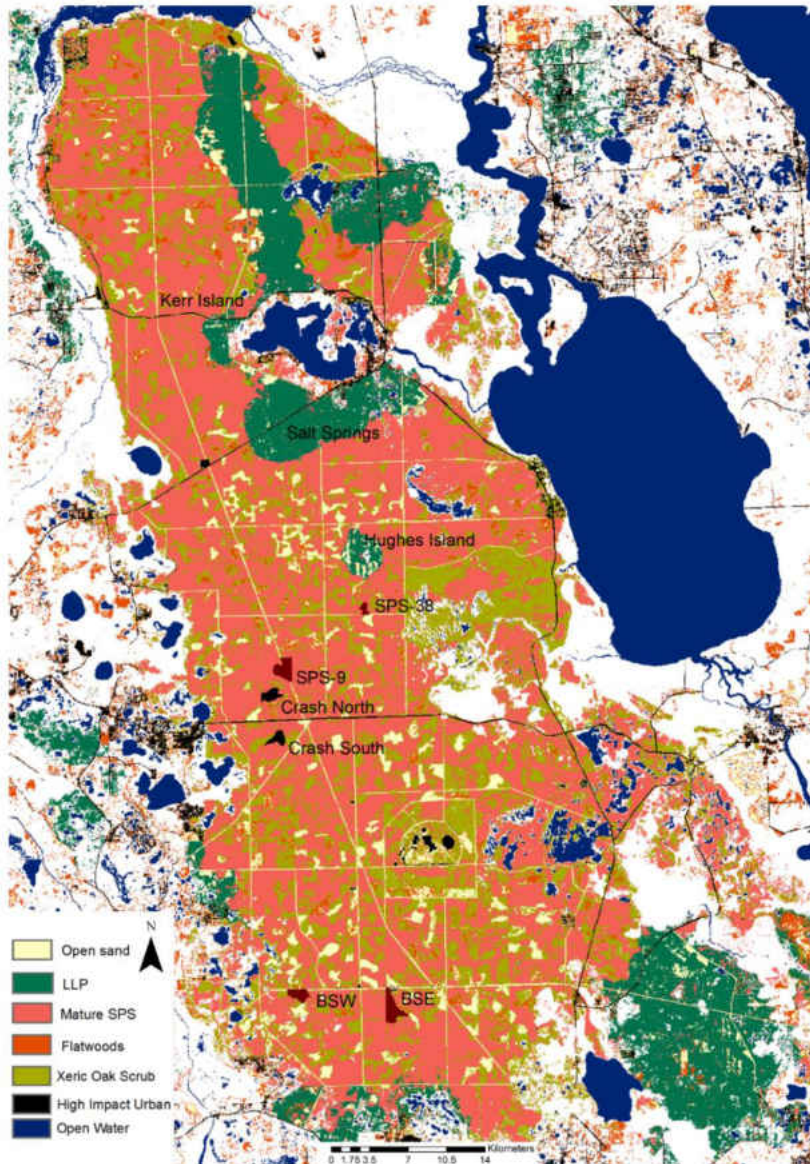 Kerr Island
Salt Springs
Hughes Island
SPS-38
SPS-9
Crash North
Crash South
BSW
BSE
N
Open sand
LLP
Mature SPS
Flatwoods
Xeric Oak Scrub
High Impact Urban
Open Water
Kilometers
0 1.75 3.5 7 10.5 14